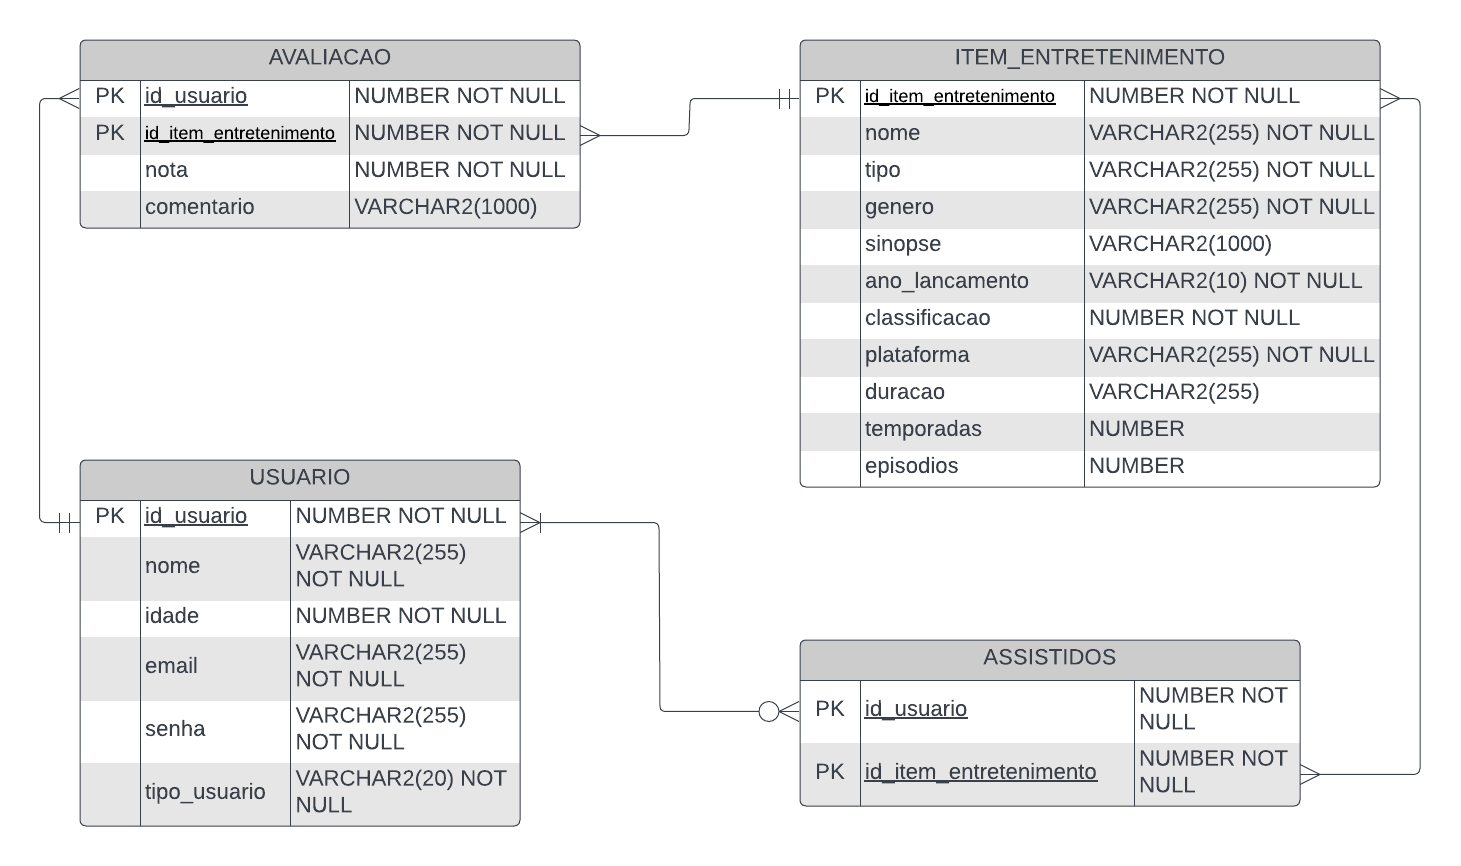 AVALIACAO
PK id_usuario NUMBER NOT NULL
PK id_item_entretenimento NUMBER NOT NULL
nota NUMBER NOT NULL
comentario VARCHAR2(1000)
ITEM_ENTRETENIMENTO
PK id_item_entretenimento NUMBER NOT NULL
nome VARCHAR2(255) NOT NULL
tipo VARCHAR2(255) NOT NULL
genero VARCHAR2(255) NOT NULL
sinopse VARCHAR2(1000)
ano_lancamento VARCHAR2(10) NOT NULL
classificacao NUMBER NOT NULL
plataforma VARCHAR2(255) NOT NULL
duracao VARCHAR2(255)
temporadas NUMBER
episodios NUMBER
USUARIO
PK id_usuario NUMBER NOT NULL
nome VARCHAR2(255)
NOT NULL
idade NUMBER NOT NULL
email VARCHAR2(255)
NOT NULL
senha VARCHAR2(255)
NOT NULL
tipo_usuario VARCHAR2(20) NOT
NULL
ASSISTIDOS
PK id_usuario NUMBER NOT
NULL
PK id_item_entretenimento NUMBER NOT
NULL